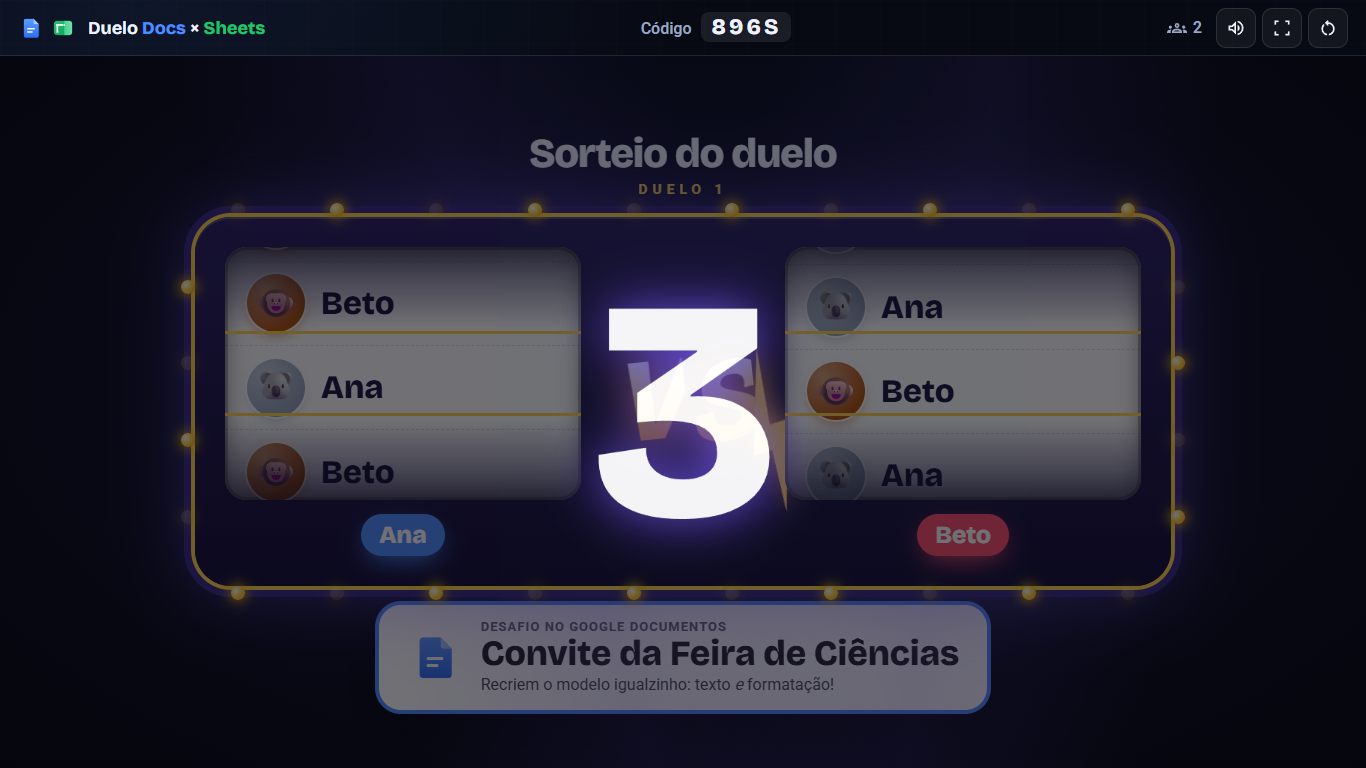 Duelo Docs × Sheets
Código 896S
2
Sorteio do duelo
DUELO 1
Beto
Ana
Beto
VS
3
Ana
Beto
Ana
Ana
Beto
DESAFIO NO GOOGLE DOCUMENTOS
Convite da Feira de Ciências
Recriem o modelo igualzinho: texto e formatação!